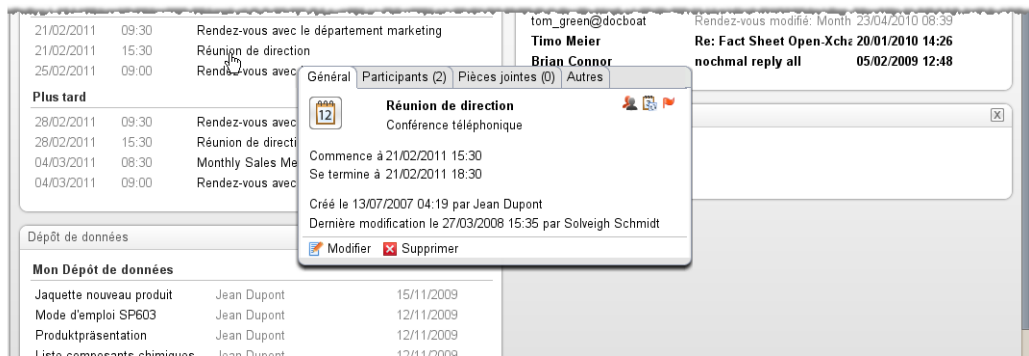 21/02/2011 09:30 Rendez-vous avec le département marketing
21/02/2011 15:30 Réunion de direction
25/02/2011 09:00 Rendez-vous avec
Plus tard
28/02/2011 09:30 Rendez-vous avec
28/02/2011 15:30 Réunion de directi
04/03/2011 08:30 Monthly Sales Me
04/03/2011 09:00 Rendez-vous avec
Dépôt de données
Mon Dépôt de données
Jaquette nouveau produit Jean Dupont 15/11/2009
Mode d'emploi SP603 Jean Dupont 12/11/2009
Produktpräsentation Jean Dupont 12/11/2009
Liste composants chimiques Jean Dupont 12/11/2009
tom_green@docboat Rendez-vous modifié: Month 23/04/2010 08:39
Timo Meier Re: Fact Sheet Open-Xcha 20/01/2010 14:26
Brian Connor nochmal reply all 05/02/2009 12:48
Général Participants (2) Pièces jointes (0) Autres
12
Réunion de direction
Conférence téléphonique
Commence à 21/02/2011 15:30
Se termine à 21/02/2011 18:30
Créé le 13/07/2007 04:19 par Jean Dupont
Dernière modification le 27/03/2008 15:35 par Solveigh Schmidt
Modifier Supprimer